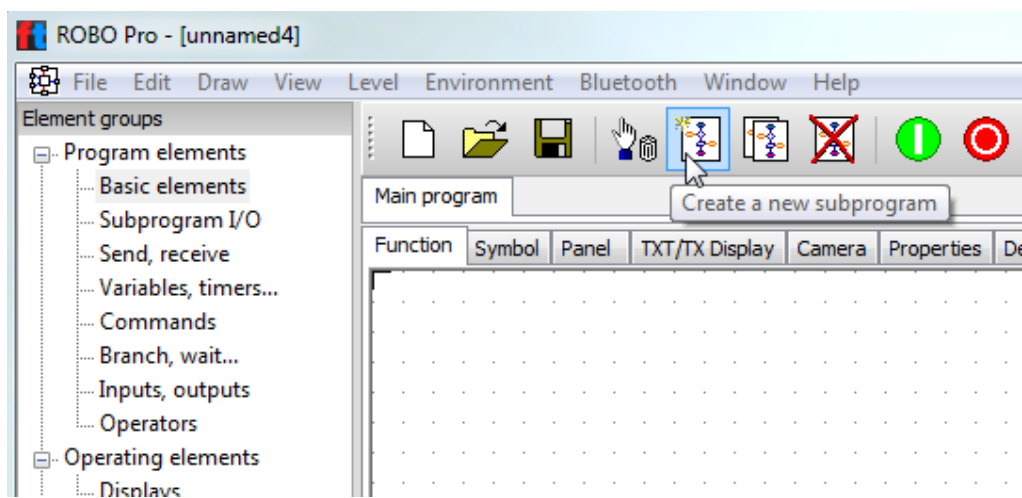 ROBO Pro - [unnamed4]
File Edit Draw View Level Environment Bluetooth Window Help
Element groups
Program elements
Basic elements
Subprogram I/O
Send, receive
Variables, timers...
Commands
Branch, wait...
Inputs, outputs
Operators
Operating elements
Displays
Main program
Create a new subprogram
Function Symbol Panel TXT/TX Display Camera Properties